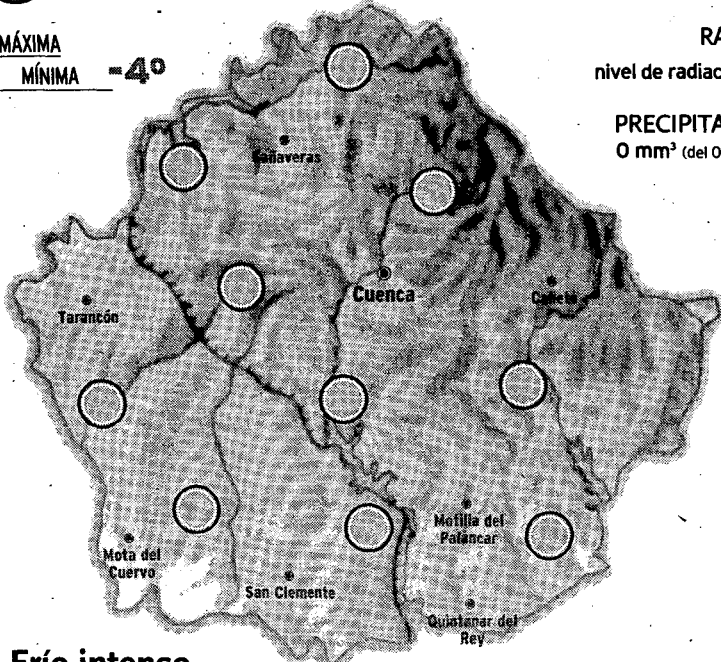 MÁXIMA
MÍNIMA -4º
RA
nivel de radiac
PRECIPITA
0 mm³ (del 0
Cañaveras
Tarancón
Cuenca
Cañete
Mota del
Cuervo
San Clemente
Motilla del
Palancar
Quintanar del
Rey
Frío intenso